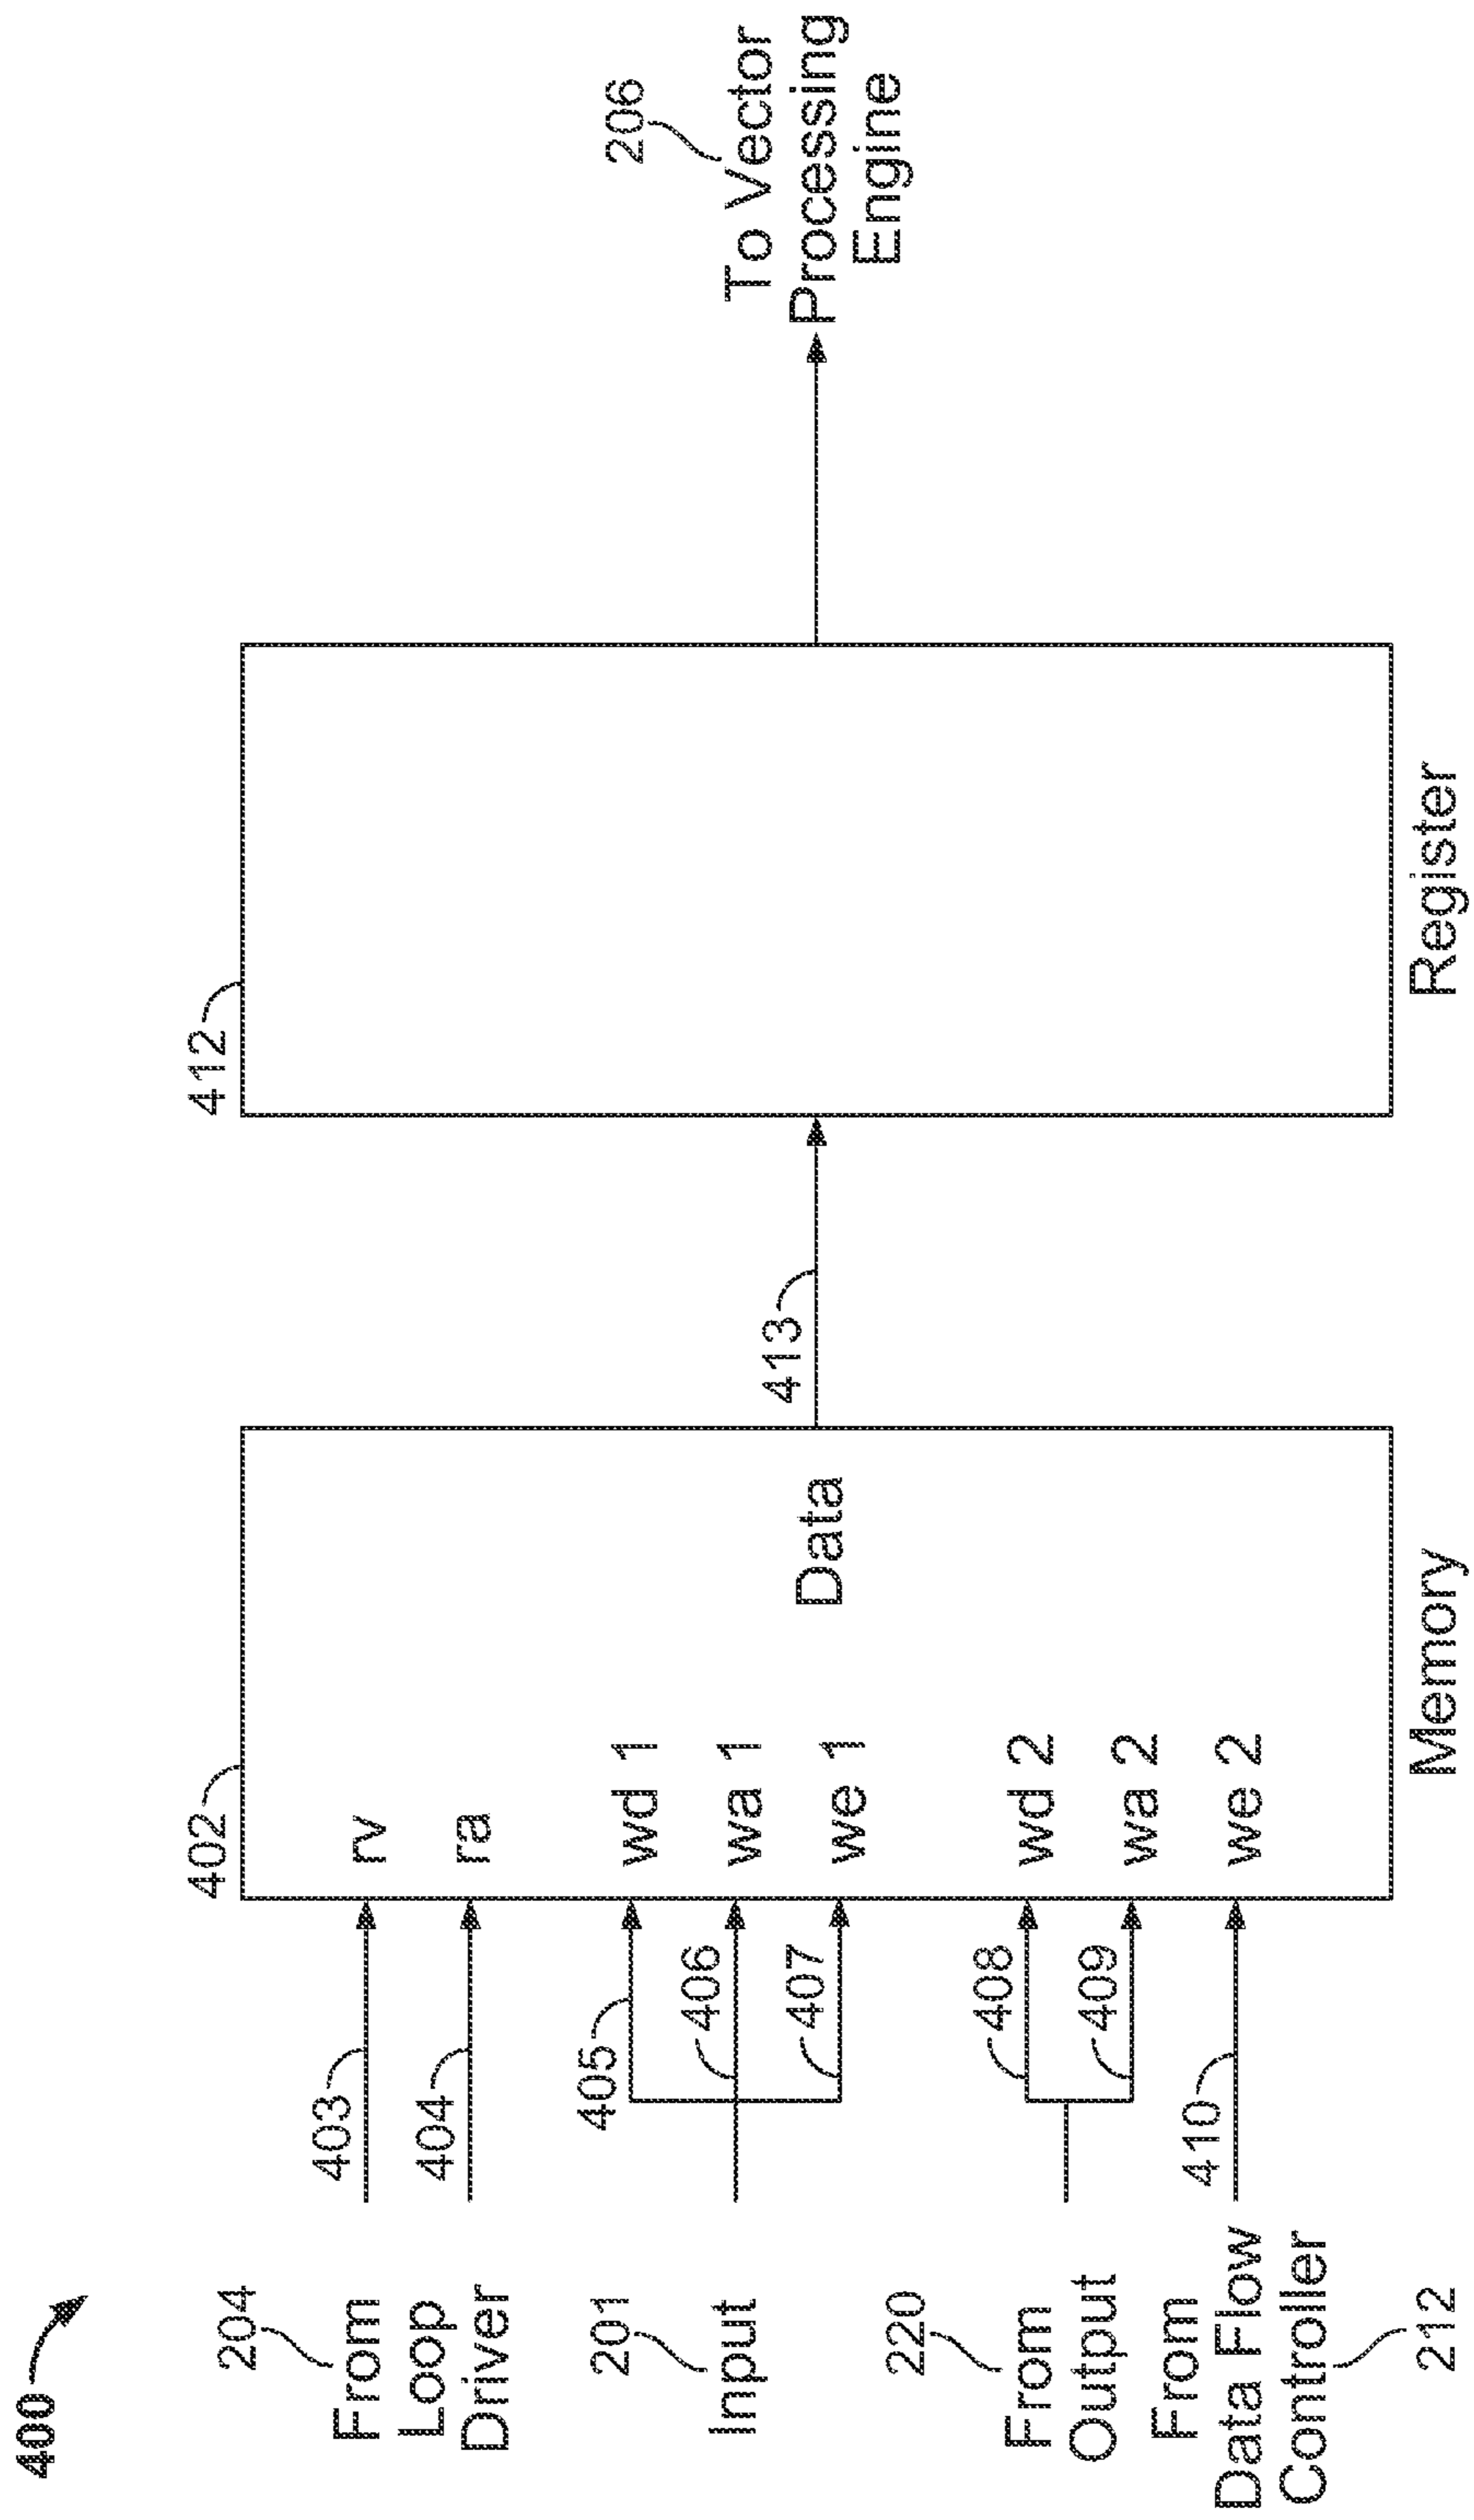 400
204
From
Loop
Driver
201
Input
220
From
Output
From
Data Flow
Controller
212
403
404
405
406
407
408
409
410
402
rv
ra
wd 1
wa 1
we 1
wd 2
wa 2
we 2
Data
Memory
413
412
Register
206
To Vector
Processing
Engine